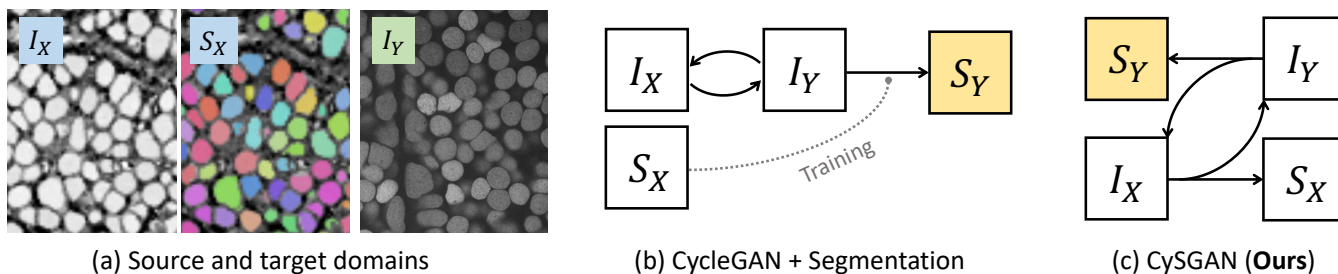 I_X
S_X
I_Y
(a) Source and target domains
I_X
I_Y
S_Y
S_X
Training
(b) CycleGAN + Segmentation
S_Y
I_Y
I_X
S_X
(c) CySGAN (Ours)